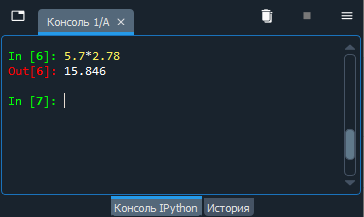 Консоль 1/A
In [6]: 5.7*2.78
Out[6]: 15.846
In [7]:
Консоль IPython История